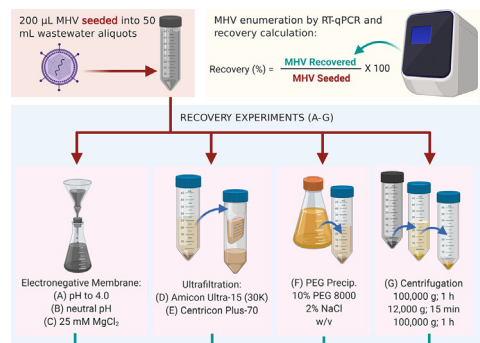 200 µL MHV seeded into 50
mL wastewater aliquots
MHV enumeration by RT-qPCR and
recovery calculation:
Recovery (%) = MHV Recovered / MHV Seeded X 100
RECOVERY EXPERIMENTS (A-G)
Electronegative Membrane:
(A) pH to 4.0
(B) neutral pH
(C) 25 mM MgCl₂
Ultrafiltration:
(D) Amicon Ultra-15 (30K)
(E) Centricon Plus-70
(F) PEG Precip.
10% PEG 8000
2% NaCl
w/v
(G) Centrifugation
100,000 g; 1 h
12,000 g; 15 min
100,000 g; 1 h